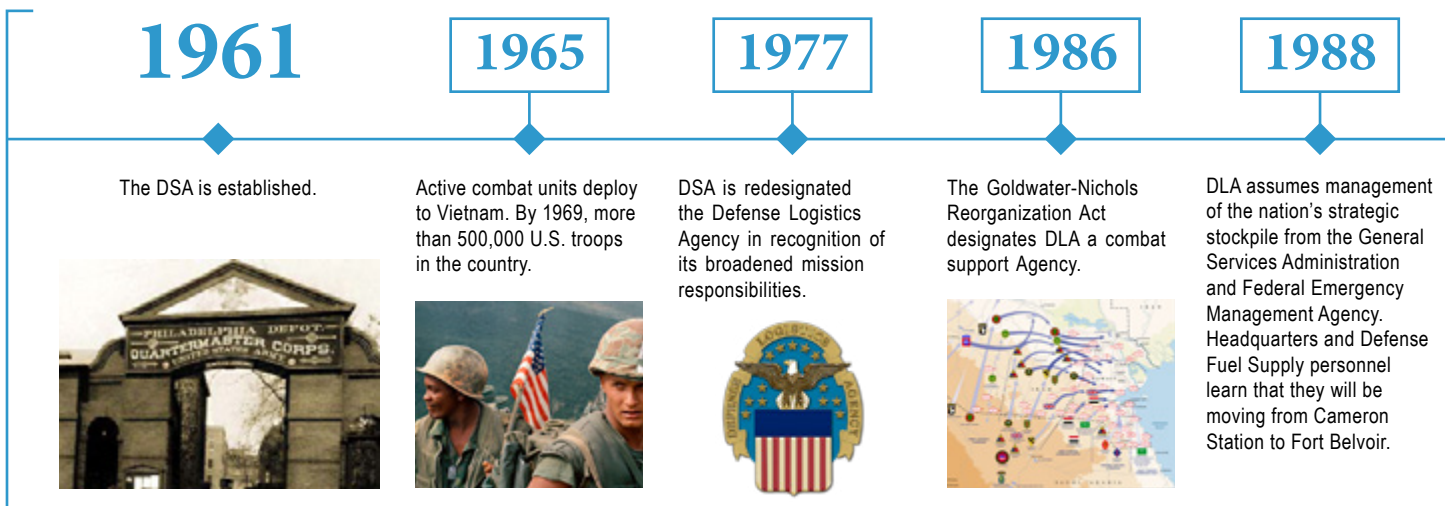 1961
1965
1977
1986
1988
The DSA is established.
Active combat units deploy
to Vietnam. By 1969, more
than 500,000 U.S. troops
in the country.
DSA is redesignated
the Defense Logistics
Agency in recognition of
its broadened mission
responsibilities.
The Goldwater-Nichols
Reorganization Act
designates DLA a combat
support Agency.
DLA assumes management
of the nation's strategic
stockpile from the General
Services Administration
and Federal Emergency
Management Agency.
Headquarters and Defense
Fuel Supply personnel
learn that they will be
moving from Cameron
Station to Fort Belvoir.
PHILADELPHIA DEPOT.
QUARTERMASTER CORPS.
UNITED STATES ARMY
DEFENSE LOGISTICS AGENCY
SAUDI ARABIA